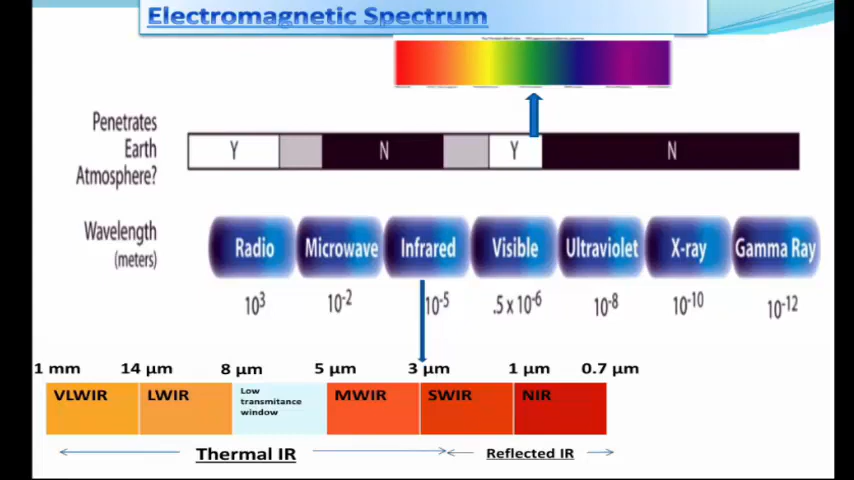 Electromagnetic Spectrum
Penetrates
Earth
Atmosphere?
Y
N
Y
N
Wavelength
(meters)
Radio
Microwave
Infrared
Visible
Ultraviolet
X-ray
Gamma Ray
10³
10⁻²
10⁻⁵
.5 x 10⁻⁶
10⁻⁸
10⁻¹⁰
10⁻¹²
1 mm
14 µm
8 µm
5 µm
3 µm
1 µm
0.7 µm
VLWIR
LWIR
Low
transmitance
window
MWIR
SWIR
NIR
Thermal IR
Reflected IR